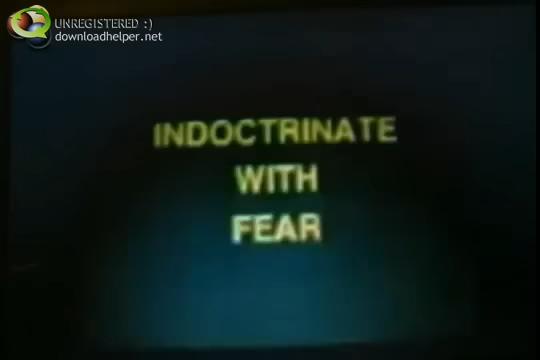 UNREGISTERED :)
downloadhelper.net
INDOCTRINATE
WITH
FEAR